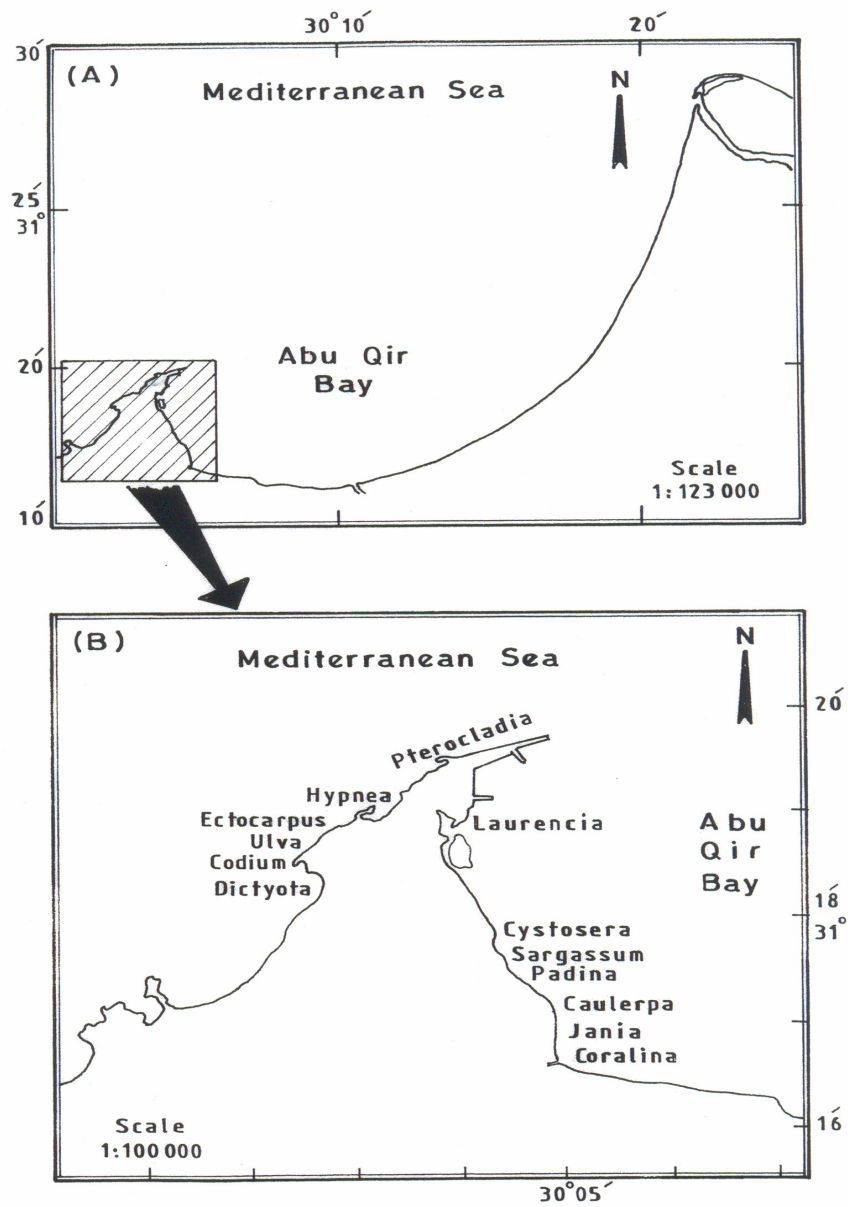 30°10′
20′
30′
(A)
Mediterranean Sea
N
25′
31°
20′
Abu Qir
Bay
Scale
1:123 000
10′
(B)
Mediterranean Sea
N
20′
Pterocladia
Hypnea
Ectocarpus
Ulva
Codium
Dictyota
Laurencia
Abu
Qir
Bay
18′
31°
Cystosera
Sargassum
Padina
Caulerpa
Jania
Coralina
Scale
1:100 000
16′
30°05′